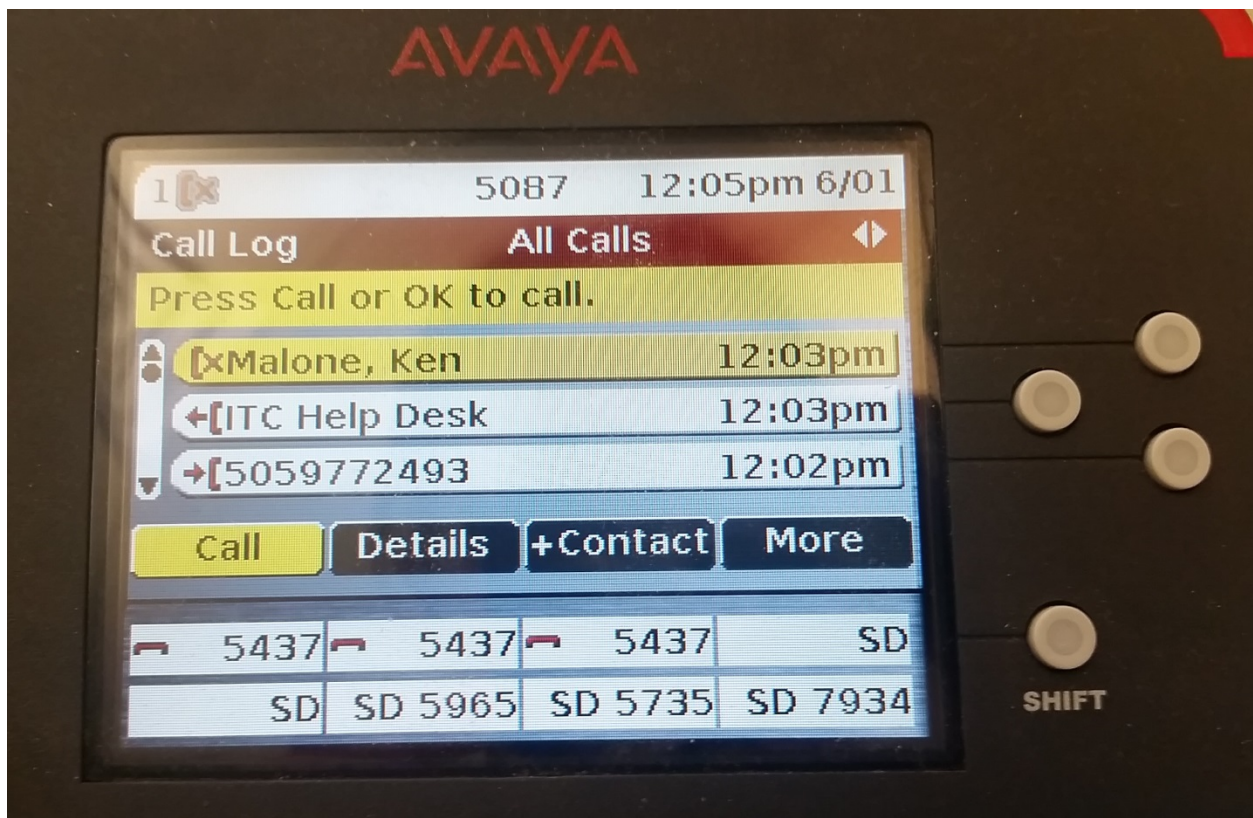 AVAYA
1 5087 12:05pm 6/01
Call Log All Calls
Press Call or OK to call.
Malone, Ken 12:03pm
ITC Help Desk 12:03pm
5059772493 12:02pm
Call Details +Contact More
5437 5437 5437 SD
SD SD 5965 SD 5735 SD 7934
SHIFT